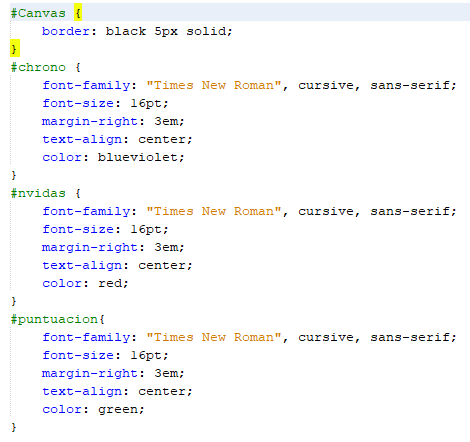 #Canvas {
    border: black 5px solid;
}
#chrono {
    font-family: "Times New Roman", cursive, sans-serif;
    font-size: 16pt;
    margin-right: 3em;
    text-align: center;
    color: blueviolet;
}
#nvidas {
    font-family: "Times New Roman", cursive, sans-serif;
    font-size: 16pt;
    margin-right: 3em;
    text-align: center;
    color: red;
}
#puntuacion{
    font-family: "Times New Roman", cursive, sans-serif;
    font-size: 16pt;
    margin-right: 3em;
    text-align: center;
    color: green;
}